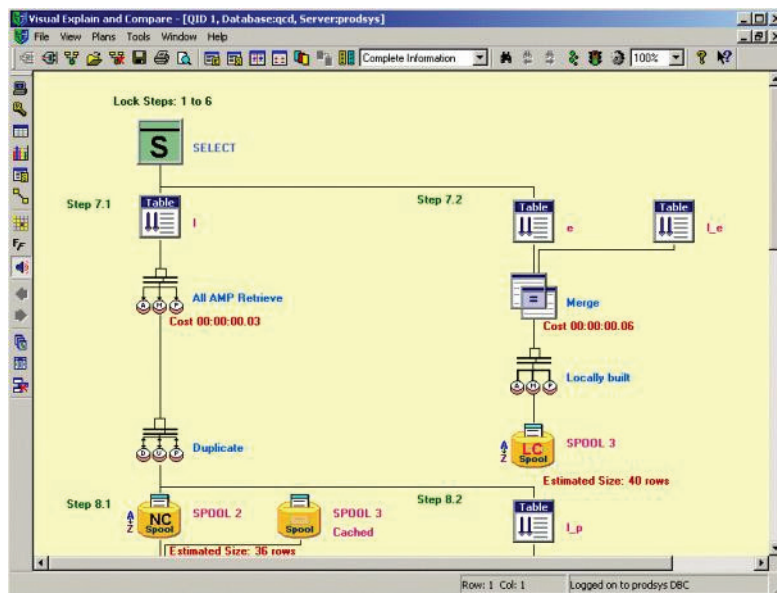 Visual Explain and Compare - [QID 1, Database:qcd, Server:prodsys]
File View Plans Tools Window Help
Complete Information
100%
Lock Steps: 1 to 6
S
SELECT
Step 7.1
Table
l
Step 7.2
Table
e
Table
l_e
A M P
All AMP Retrieve
Cost 00:00:00.03
=
Merge
Cost 00:00:00.06
A M P
Locally built
D U P
Duplicate
A
Z
LC
Spool
SPOOL 3
Estimated Size: 40 rows
Step 8.1
A
Z
NC
Spool
SPOOL 2
SPOOL 3
Cached
Estimated Size: 36 rows
Step 8.2
Table
l_p
Row: 1 Col: 1
Logged on to prodsys DBC